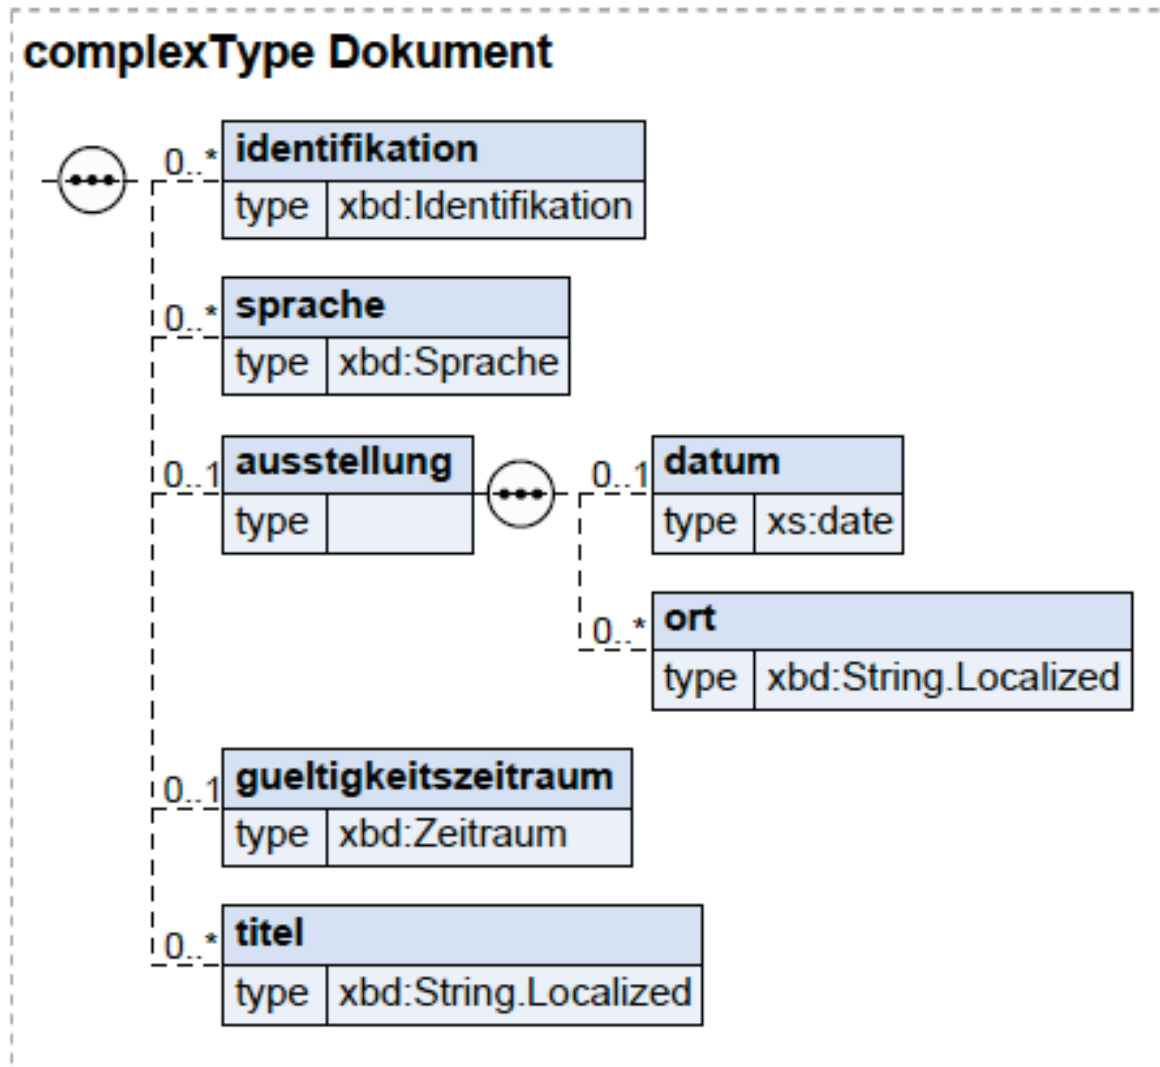 complexType Dokument
0..* identifikation
type xbd:Identifikation
0..* sprache
type xbd:Sprache
0..1 ausstellung 0..1 datum
type type xs:date
0..* ort
type xbd:String.Localized
0..1 gueltigkeitszeitraum
type xbd:Zeitraum
0..* titel
type xbd:String.Localized